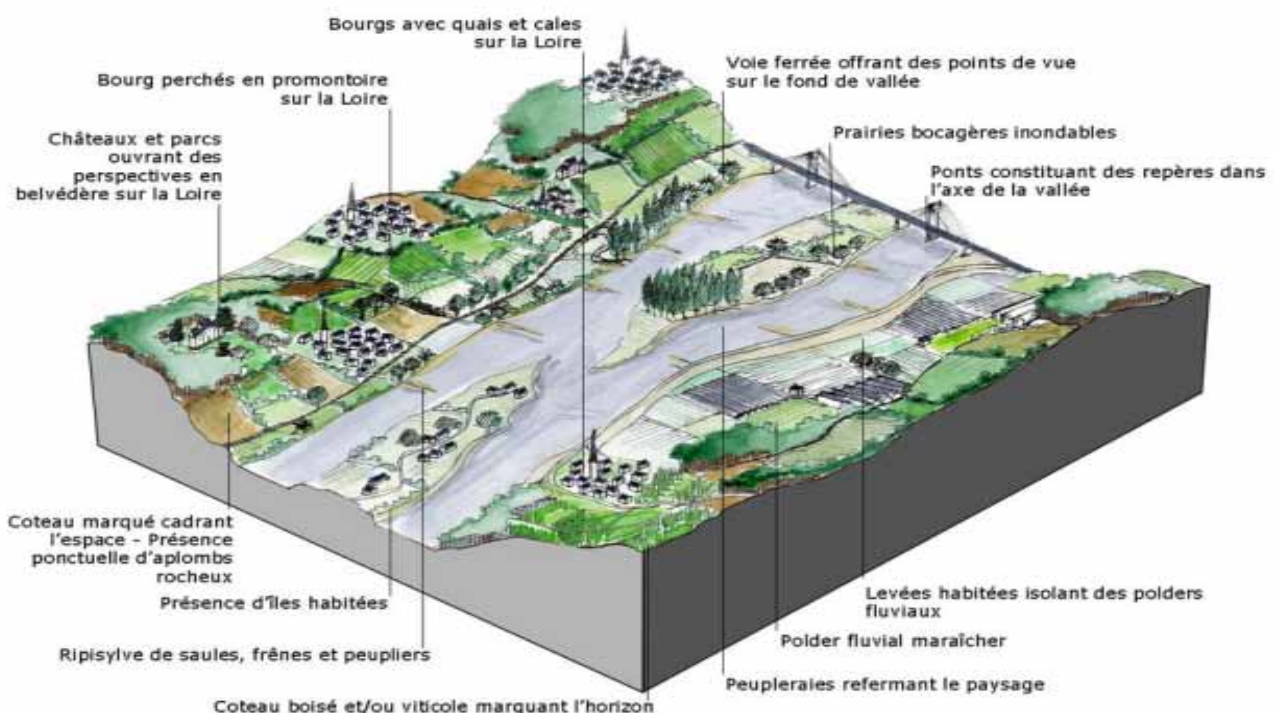 Bourgs avec quais et cales
sur la Loire
Bourg perchés en promontoire
sur la Loire
Châteaux et parcs
ouvrant des
perspectives en
belvédère sur la Loire
Voie ferrée offrant des points de vue
sur le fond de vallée
Prairies bocagères inondables
Ponts constituant des repères dans
l'axe de la vallée
Coteau marqué cadrant
l'espace - Présence
ponctuelle d'aplombs
rocheux
Présence d'îles habitées
Ripisylve de saules, frênes et peupliers
Coteau boisé et/ou viticole marquant l'horizon
Levées habitées isolant des polders
fluviaux
Polder fluvial maraîcher
Peupleraies refermant le paysage